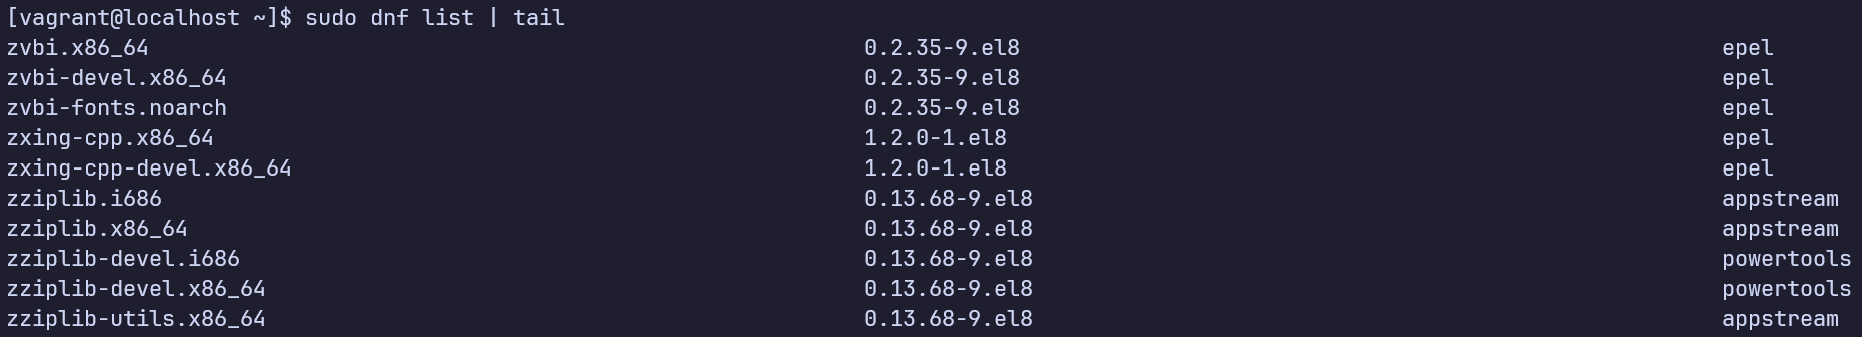 [vagrant@localhost ~]$ sudo dnf list | tail
zvbi.x86_64 0.2.35-9.el8 epel
zvbi-devel.x86_64 0.2.35-9.el8 epel
zvbi-fonts.noarch 0.2.35-9.el8 epel
zxing-cpp.x86_64 1.2.0-1.el8 epel
zxing-cpp-devel.x86_64 1.2.0-1.el8 epel
zziplib.i686 0.13.68-9.el8 appstream
zziplib.x86_64 0.13.68-9.el8 appstream
zziplib-devel.i686 0.13.68-9.el8 powertools
zziplib-devel.x86_64 0.13.68-9.el8 powertools
zziplib-utils.x86_64 0.13.68-9.el8 appstream